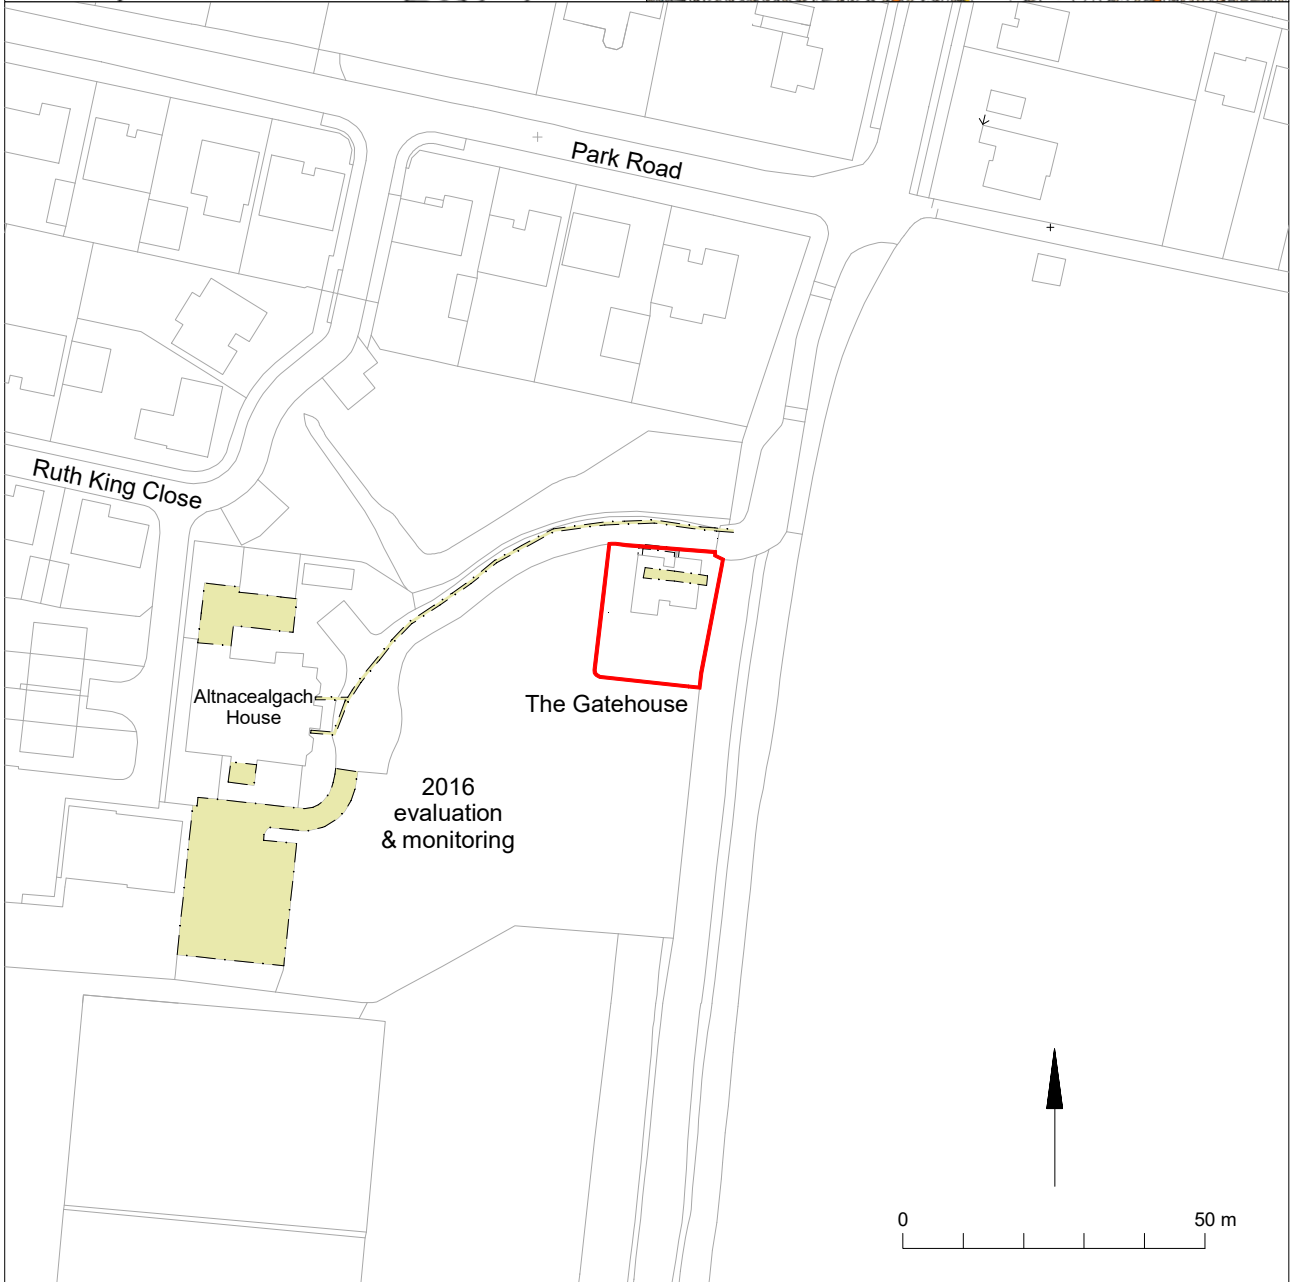 Park Road
Ruth King Close
Altnacealgach
House
The Gatehouse
2016
evaluation
& monitoring
0 50 m